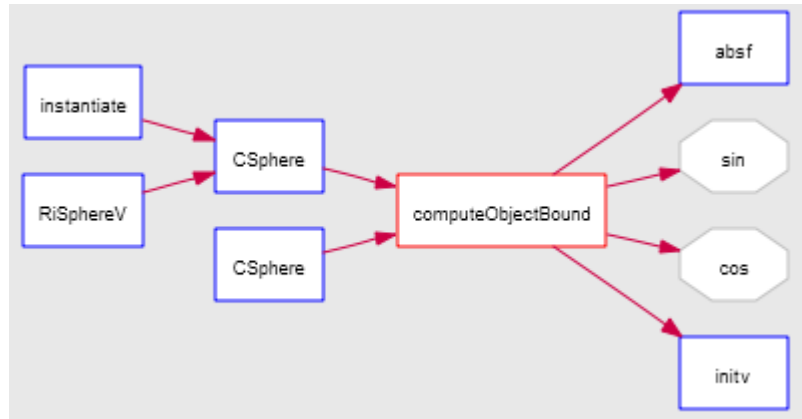 absf
instantiate
CSphere
sin
RiSphereV
computeObjectBound
CSphere
cos
initv